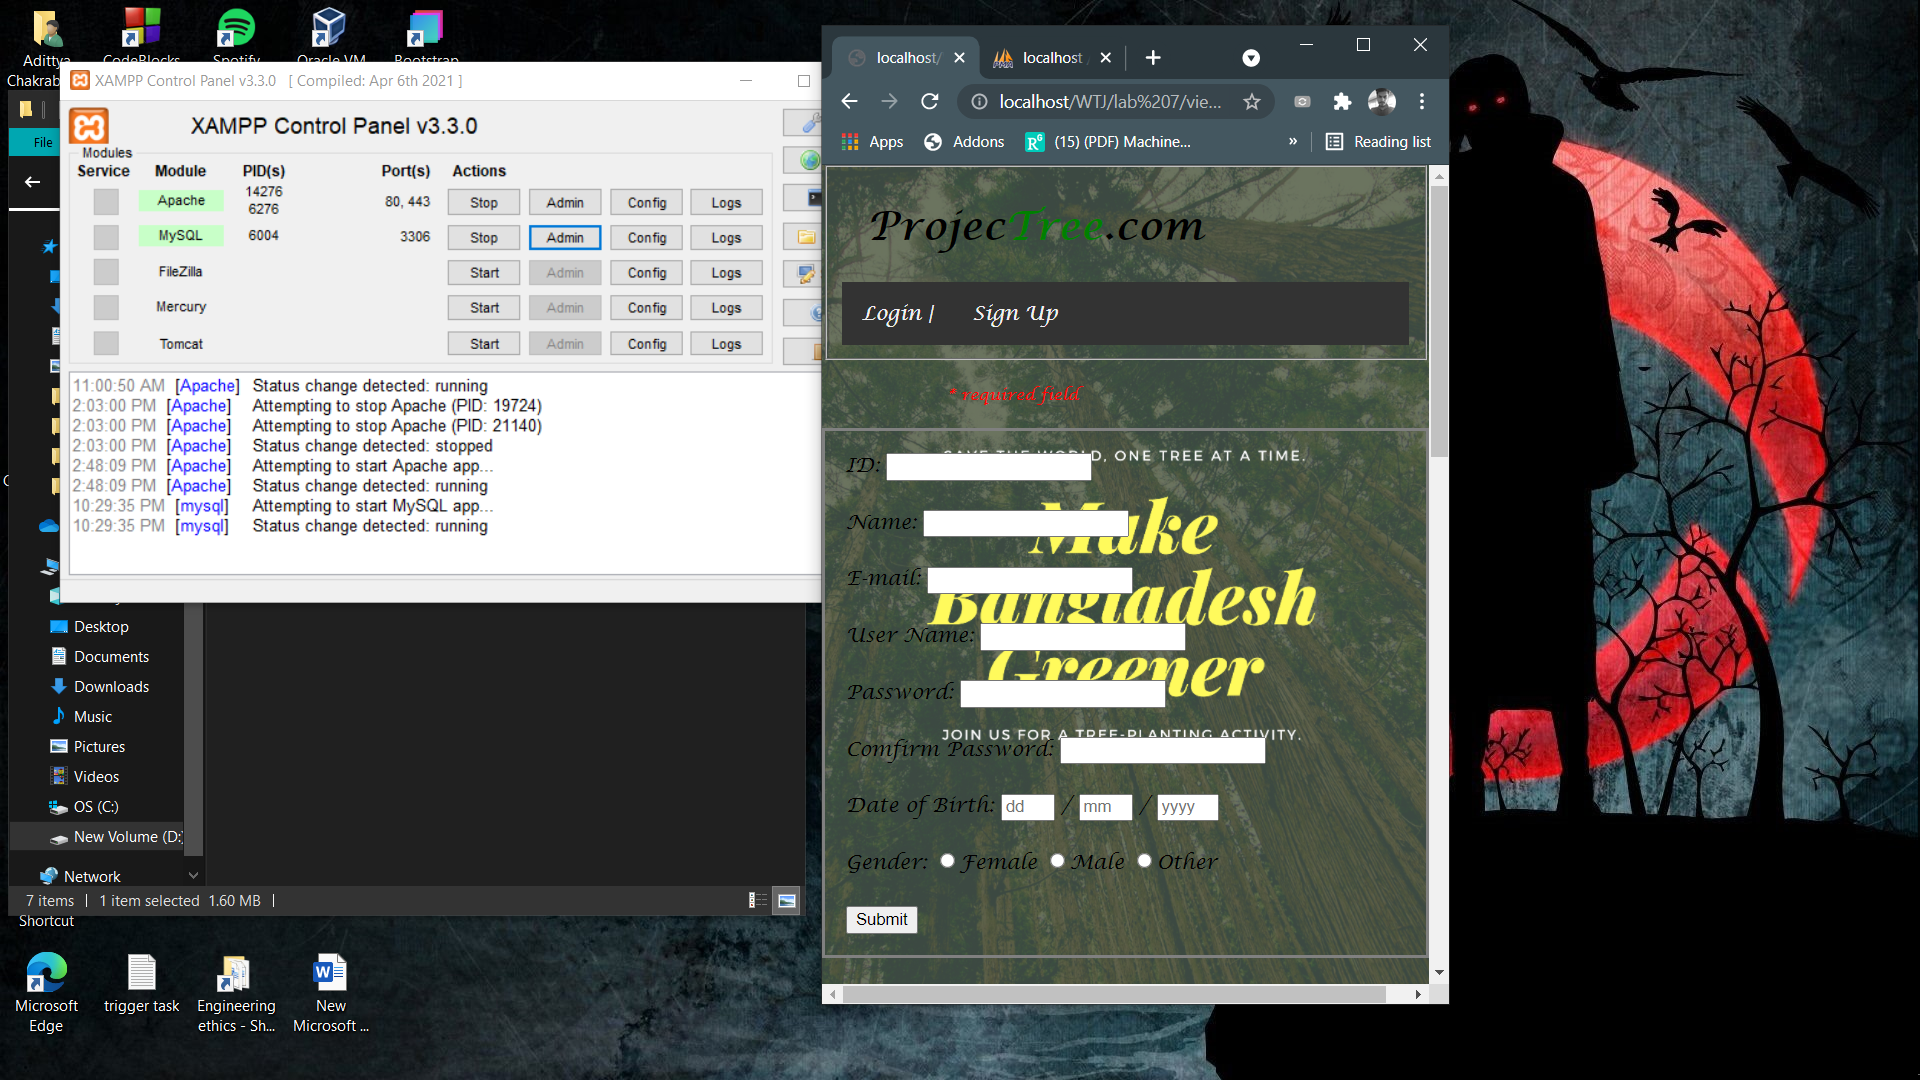 Aditya
Chakrab
CodeBlocks
Spotify
Oracle VM
Bootstrap
XAMPP Control Panel v3.3.0 [ Compiled: Apr 6th 2021 ]
XAMPP Control Panel v3.3.0
Modules
Service Module PID(s) Port(s) Actions
Apache 14276 6276 80, 443 Stop Admin Config Logs
MySQL 6004 3306 Stop Admin Config Logs
FileZilla Start Admin Config Logs
Mercury Start Admin Config Logs
Tomcat Start Admin Config Logs
11:00:50 AM [Apache] Status change detected: running
2:03:00 PM [Apache] Attempting to stop Apache (PID: 19724)
2:03:00 PM [Apache] Attempting to stop Apache (PID: 21140)
2:03:00 PM [Apache] Status change detected: stopped
2:48:09 PM [Apache] Attempting to start Apache app...
2:48:09 PM [Apache] Status change detected: running
10:29:35 PM [mysql] Attempting to start MySQL app...
10:29:35 PM [mysql] Status change detected: running
File
Desktop
Documents
Downloads
Music
Pictures
Videos
OS (C:)
New Volume (D:)
Network
7 items | 1 item selected 1.60 MB |
Shortcut
Microsoft Edge
trigger task
Engineering ethics - Sh...
New Microsoft ...
localhost/
localhost
localhost/WTJ/lab%207/vie...
Apps
Addons
(15) (PDF) Machine...
»
Reading list
ProjecTree.com
Login |
Sign Up
* required field
SAVE THE WORLD, ONE TREE AT A TIME.
Make
Bangladesh
Greener
JOIN US FOR A TREE-PLANTING ACTIVITY.
ID:
Name:
E-mail:
User Name:
Password:
Comfirm Password:
Date of Birth: dd / mm / yyyy
Gender: Female Male Other
Submit